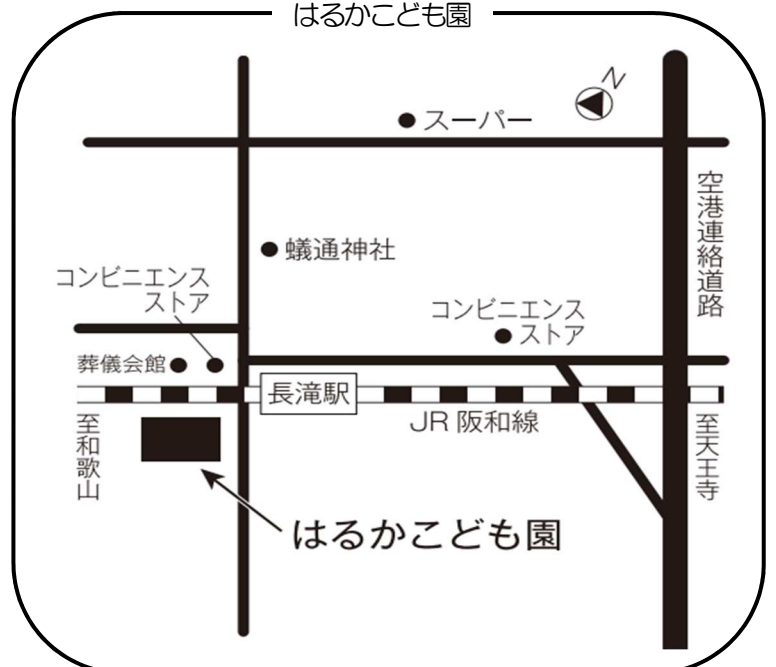 はるかこども園
N
スーパー
空港連絡道路
蟻通神社
コンビニエンス
ストア
コンビニエンス
ストア
葬儀会館
長滝駅
JR 阪和線
至和歌山
至天王寺
はるかこども園